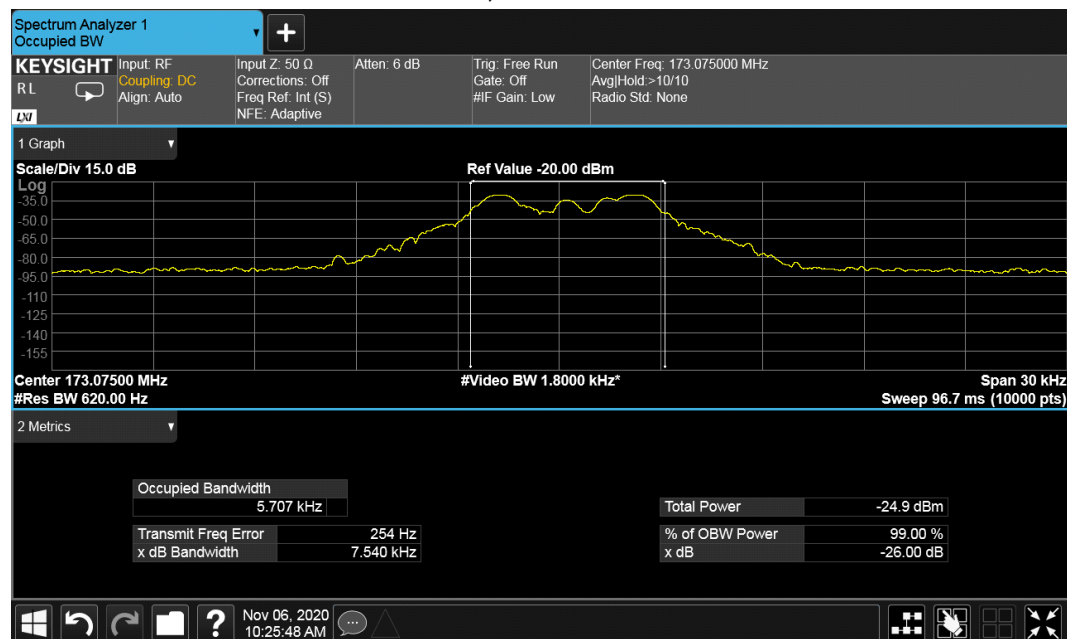 Spectrum Analyzer 1
Occupied BW
+
KEYSIGHT
R L
LXI
Input: RF
Coupling: DC
Align: Auto
Input Z: 50 Ω
Corrections: Off
Freq Ref: Int (S)
NFE: Adaptive
Atten: 6 dB
Trig: Free Run
Gate: Off
#IF Gain: Low
Center Freq: 173.075000 MHz
Avg|Hold:>10/10
Radio Std: None
1 Graph
Scale/Div 15.0 dB
Ref Value -20.00 dBm
Log
-35.0
-50.0
-65.0
-80.0
-95.0
-110
-125
-140
-155
Center 173.07500 MHz
#Video BW 1.8000 kHz*
Span 30 kHz
#Res BW 620.00 Hz
Sweep 96.7 ms (10000 pts)
2 Metrics
Occupied Bandwidth
5.707 kHz
Total Power -24.9 dBm
Transmit Freq Error 254 Hz
% of OBW Power 99.00 %
x dB Bandwidth 7.540 kHz
x dB -26.00 dB
?
Nov 06, 2020
10:25:48 AM